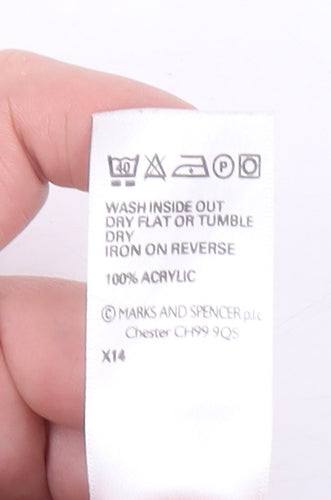 40 P
WASH INSIDE OUT
DRY FLAT OR TUMBLE
DRY
IRON ON REVERSE
100% ACRYLIC
© MARKS AND SPENCER p.l.c
Chester CH99 9QS
X14